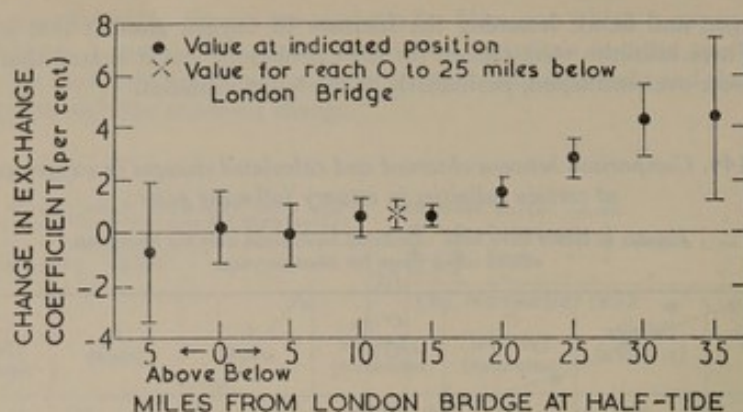 CHANGE IN EXCHANGE
COEFFICIENT (per cent)
8
6
4
2
0
-2
-4
Value at indicated position
Value for reach 0 to 25 miles below
London Bridge
5 0 5 10 15 20 25 30 35
← →
Above Below
MILES FROM LONDON BRIDGE AT HALF-TIDE